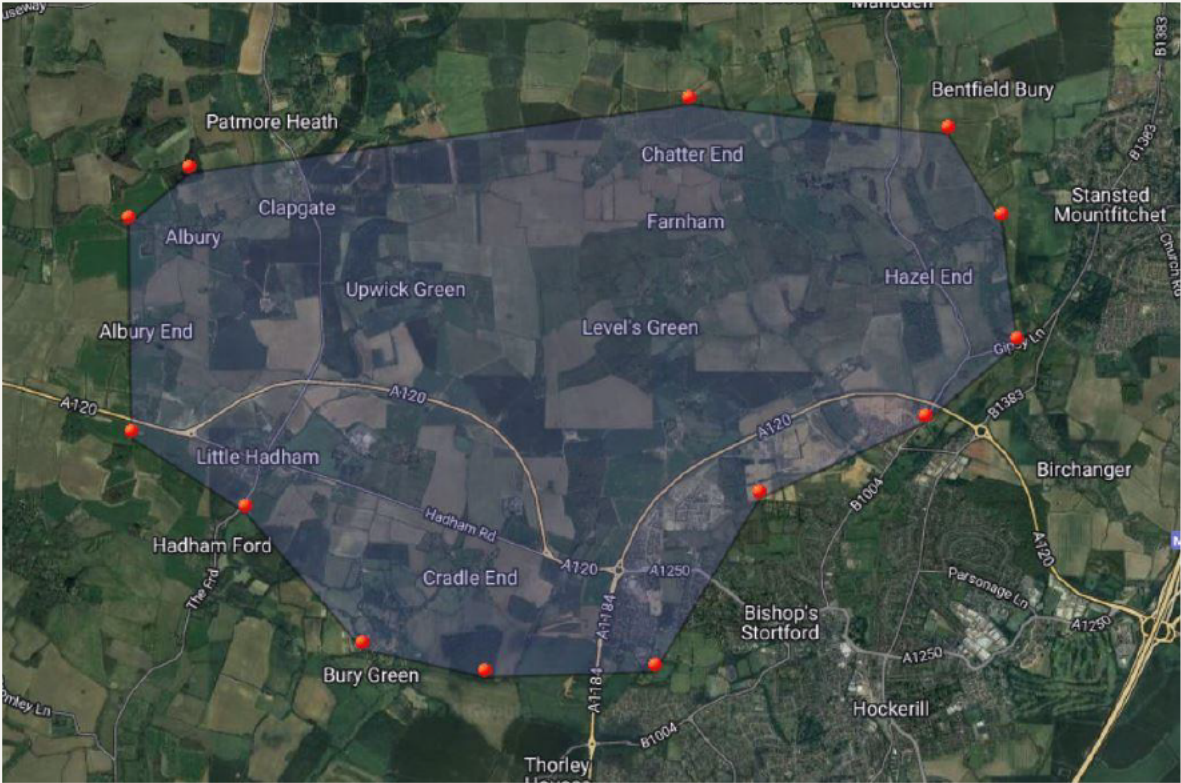 B1383
Bentfield Bury
Patmore Heath
B1383
Chatter End
Stansted
Mountfitchet
Clapgate
Farnham
Albury
Church Rd
Hazel End
Upwick Green
Level's Green
Albury End
Gipsy Ln
A120
A120
B1383
A120
Little Hadham
Birchanger
B1004
Hadham Rd
Hadham Ford
A120
A120
A1250
Cradle End
Parsonage Ln
The Frd
A1184
Bishop's
Stortford
A1250
A1250
Bury Green
A1184
Hockerill
B1004
Thorley